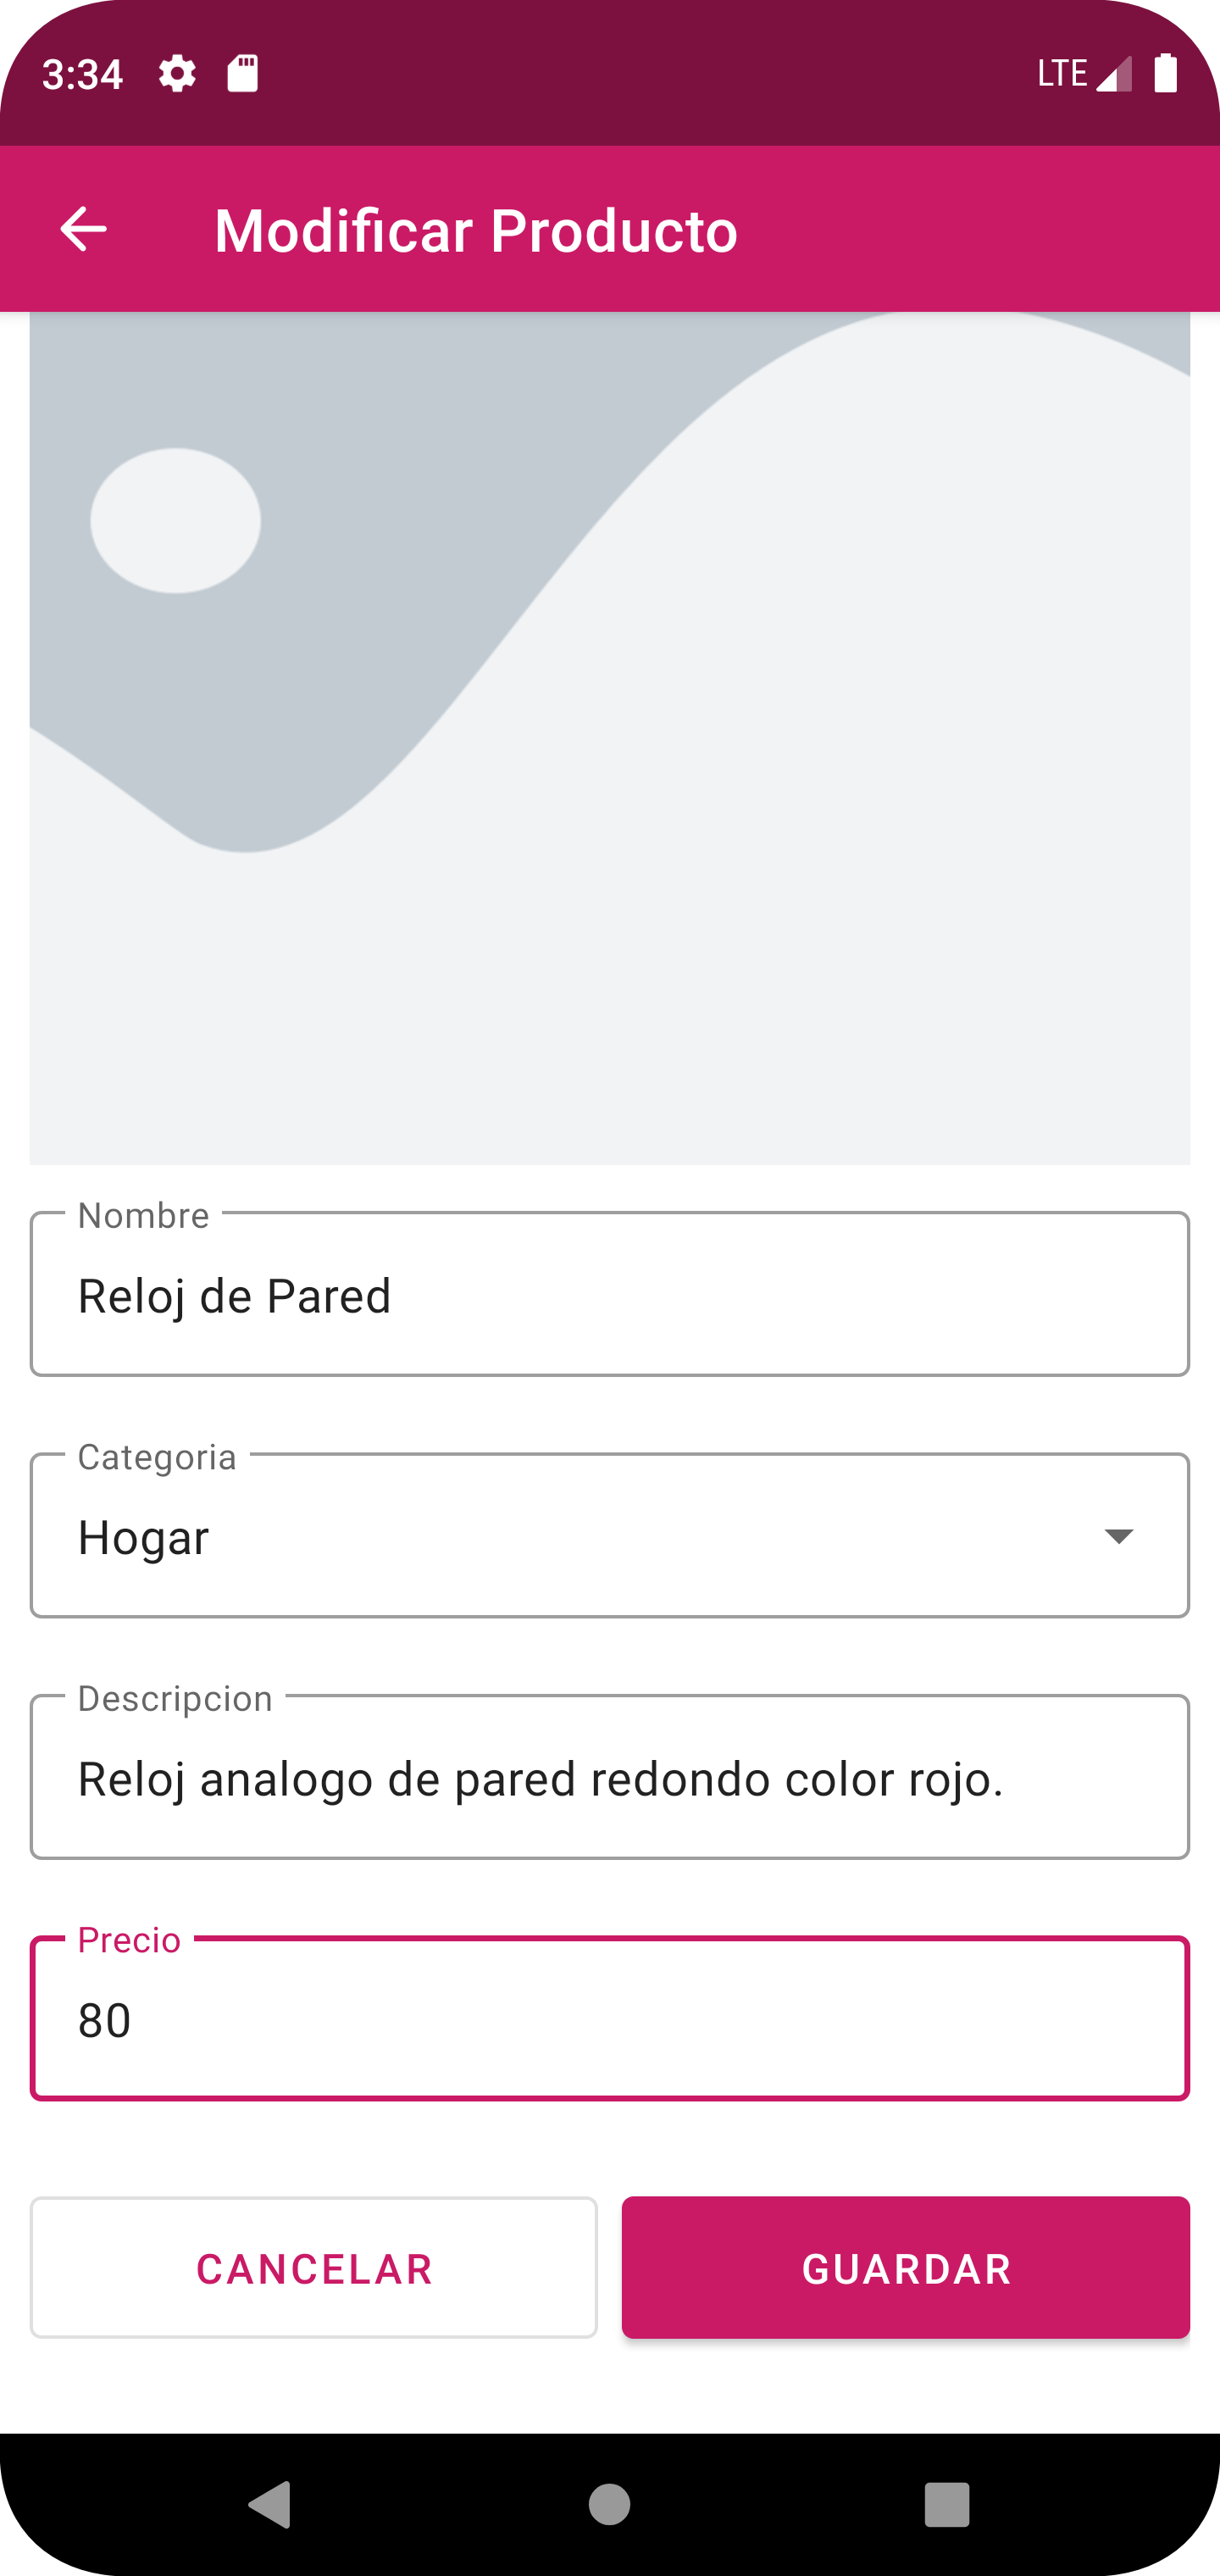 3:34 LTE
Modificar Producto
Nombre
Reloj de Pared
Categoria
Hogar
Descripcion
Reloj analogo de pared redondo color rojo.
Precio
80
CANCELAR GUARDAR